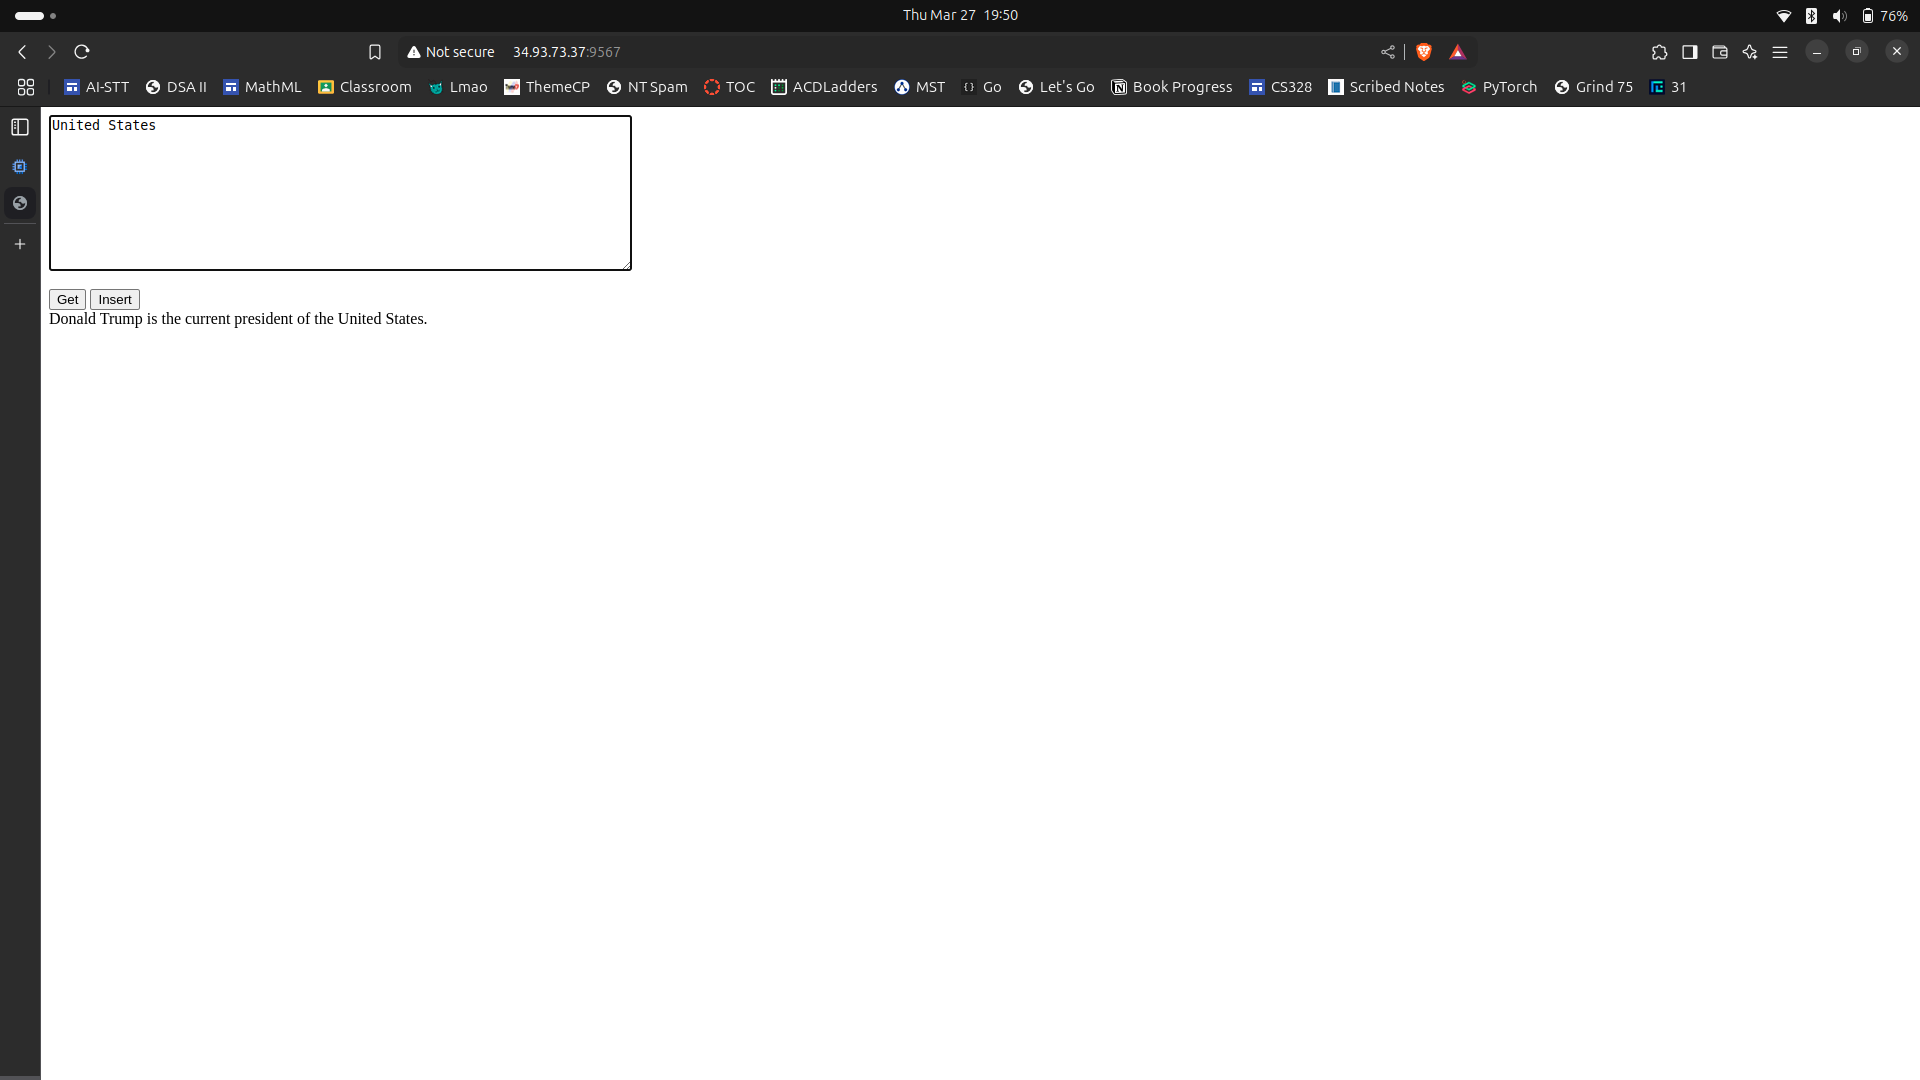 Thu Mar 27 19:50
76%
Not secure 34.93.73.37:9567
AI-STT DSA II MathML Classroom Lmao ThemeCP NT Spam TOC ACDLadders MST Go Let's Go Book Progress CS328 Scribed Notes PyTorch Grind 75 31
United States
Get Insert
Donald Trump is the current president of the United States.